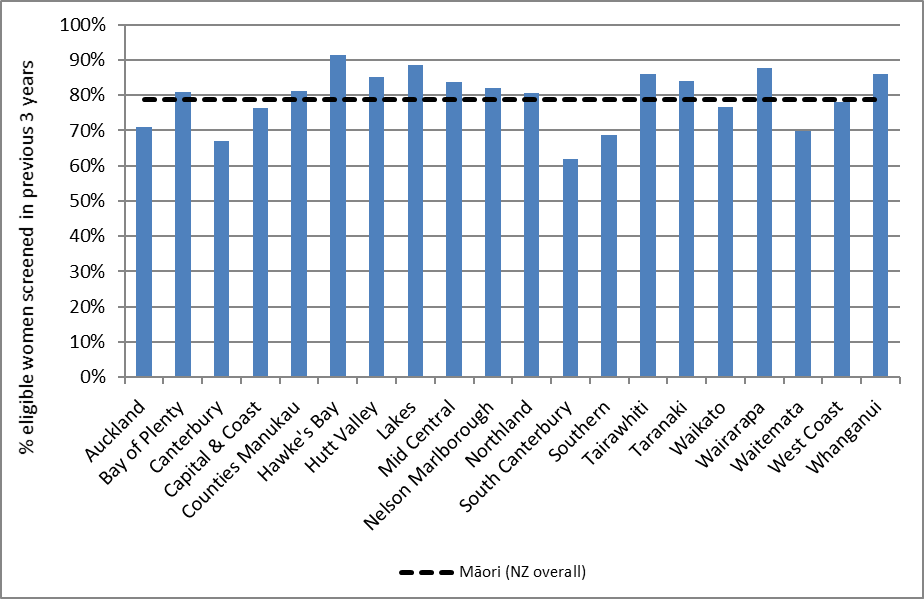 % eligible women screened in previous 3 years
100%
90%
80%
70%
60%
50%
40%
30%
20%
10%
0%
Auckland
Bay of Plenty
Canterbury
Capital & Coast
Counties Manukau
Hawke's Bay
Hutt Valley
Lakes
Mid Central
Nelson Marlborough
Northland
South Canterbury
Southern
Tairawhiti
Taranaki
Waikato
Wairarapa
Waitemata
West Coast
Whanganui
Māori (NZ overall)